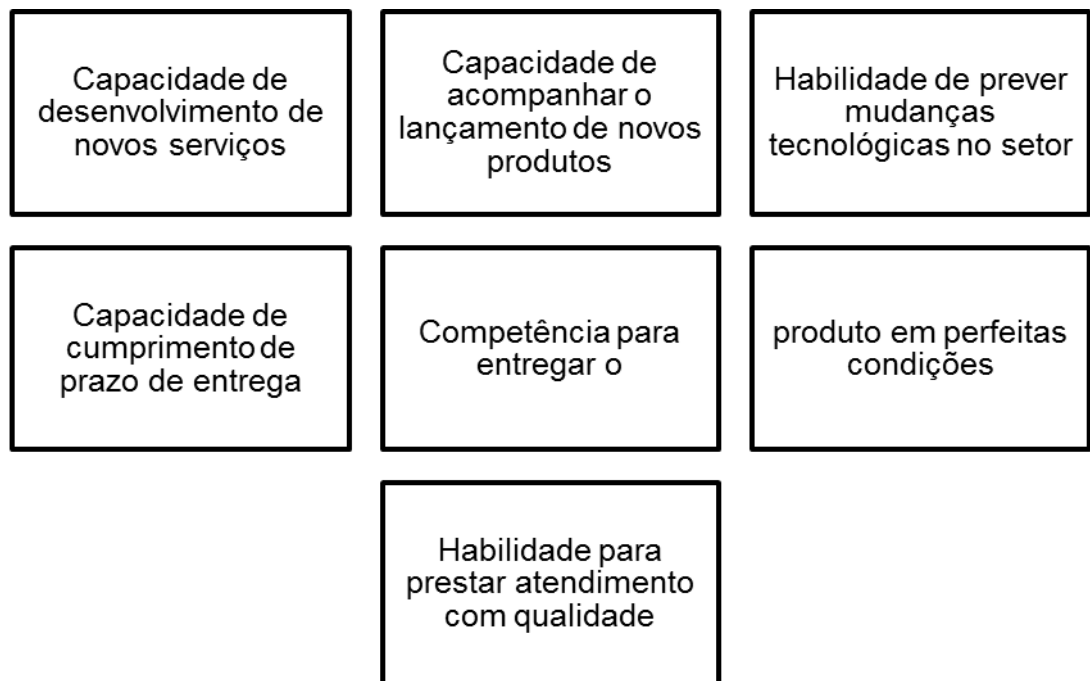 Capacidade de
desenvolvimento de
novos serviços
Capacidade de
acompanhar o
lançamento de novos
produtos
Habilidade de prever
mudanças
tecnológicas no setor
Capacidade de
cumprimento de
prazo de entrega
Competência para
entregar o
produto em perfeitas
condições
Habilidade para
prestar atendimento
com qualidade